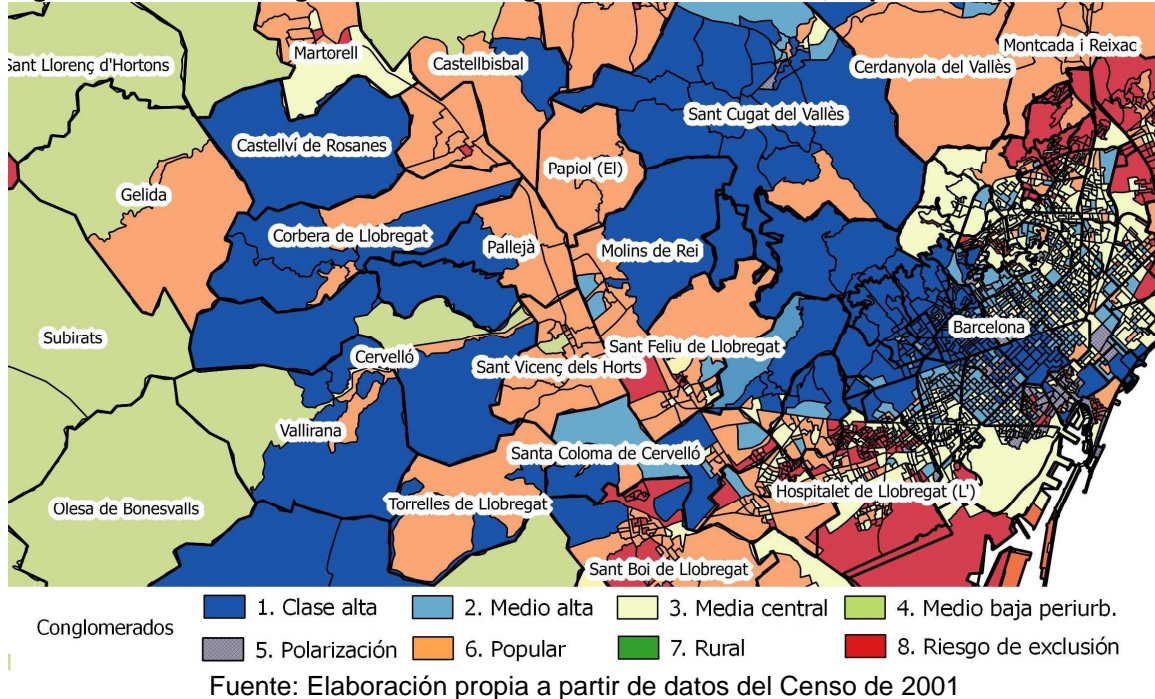 Martorell
Castellbisbal
Montcada i Reixac
Sant Llorenç d'Hortons
Cerdanyola del Vallès
Sant Cugat del Vallès
Castellví de Rosanes
Papiol (El)
Gelida
Corbera de Llobregat
Pallejà
Molins de Rei
Subirats
Barcelona
Cervelló
Sant Feliu de Llobregat
Sant Vicenç dels Horts
Vallirana
Santa Coloma de Cervelló
Hospitalet de Llobregat (L')
Torrelles de Llobregat
Olesa de Bonesvalls
Sant Boi de Llobregat
Conglomerados
1. Clase alta
2. Medio alta
3. Media central
4. Medio baja periurb.
5. Polarización
6. Popular
7. Rural
8. Riesgo de exclusión
Fuente: Elaboración propia a partir de datos del Censo de 2001